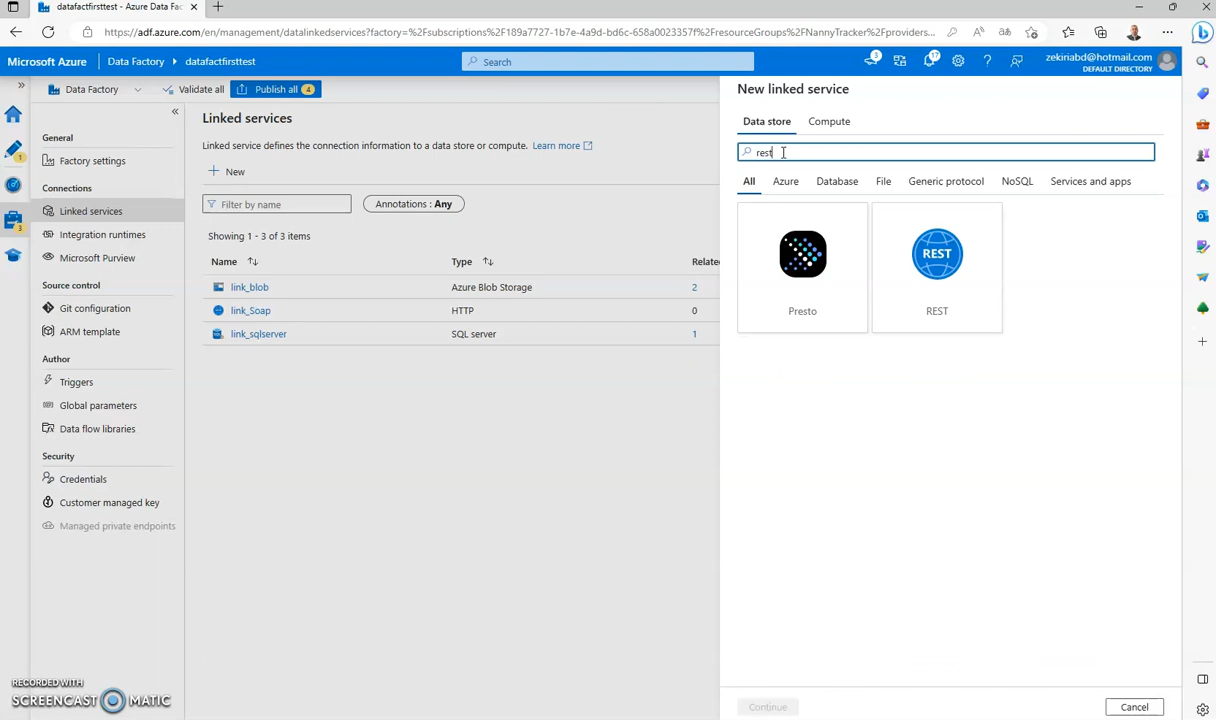 datafactfirsttest - Azure Data Fac
https://adf.azure.com/en/management/datalinkedservices?factory=%2Fsubscriptions%2F189a7727-1b7e-4a9d-bd6c-658a0023357f%2FresourceGroups%2FNannyTracker%2Fproviders...
Microsoft Azure
Data Factory
datafactfirsttest
Search
3
17
zekiriabd@hotmail.com
DEFAULT DIRECTORY
Data Factory
Validate all
Publish all
4
General
Factory settings
Connections
Linked services
Integration runtimes
Microsoft Purview
Source control
Git configuration
ARM template
Author
Triggers
Global parameters
Data flow libraries
Security
Credentials
Customer managed key
Managed private endpoints
1
3
Linked services
Linked service defines the connection information to a data store or compute. Learn more
New
Filter by name
Annotations : Any
Showing 1 - 3 of 3 items
Name Type Related
link_blob Azure Blob Storage 2
link_Soap HTTP 0
link_sqlserver SQL server 1
New linked service
Data store Compute
rest
All Azure Database File Generic protocol NoSQL Services and apps
REST
Presto REST
Continue Cancel
RECORDED WITH
SCREENCAST MATIC